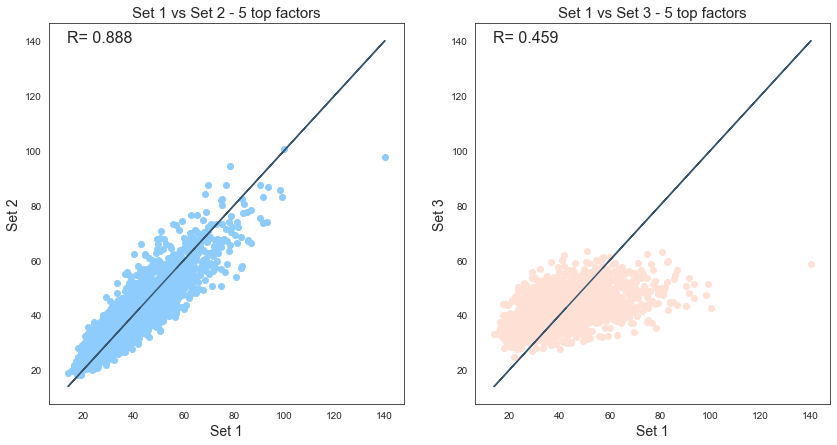 Set 1 vs Set 2 - 5 top factors
R= 0.888
140
120
100
80
60
40
20
Set 2
20 40 60 80 100 120 140
Set 1
Set 1 vs Set 3 - 5 top factors
R= 0.459
140
120
100
80
60
40
20
Set 3
20 40 60 80 100 120 140
Set 1